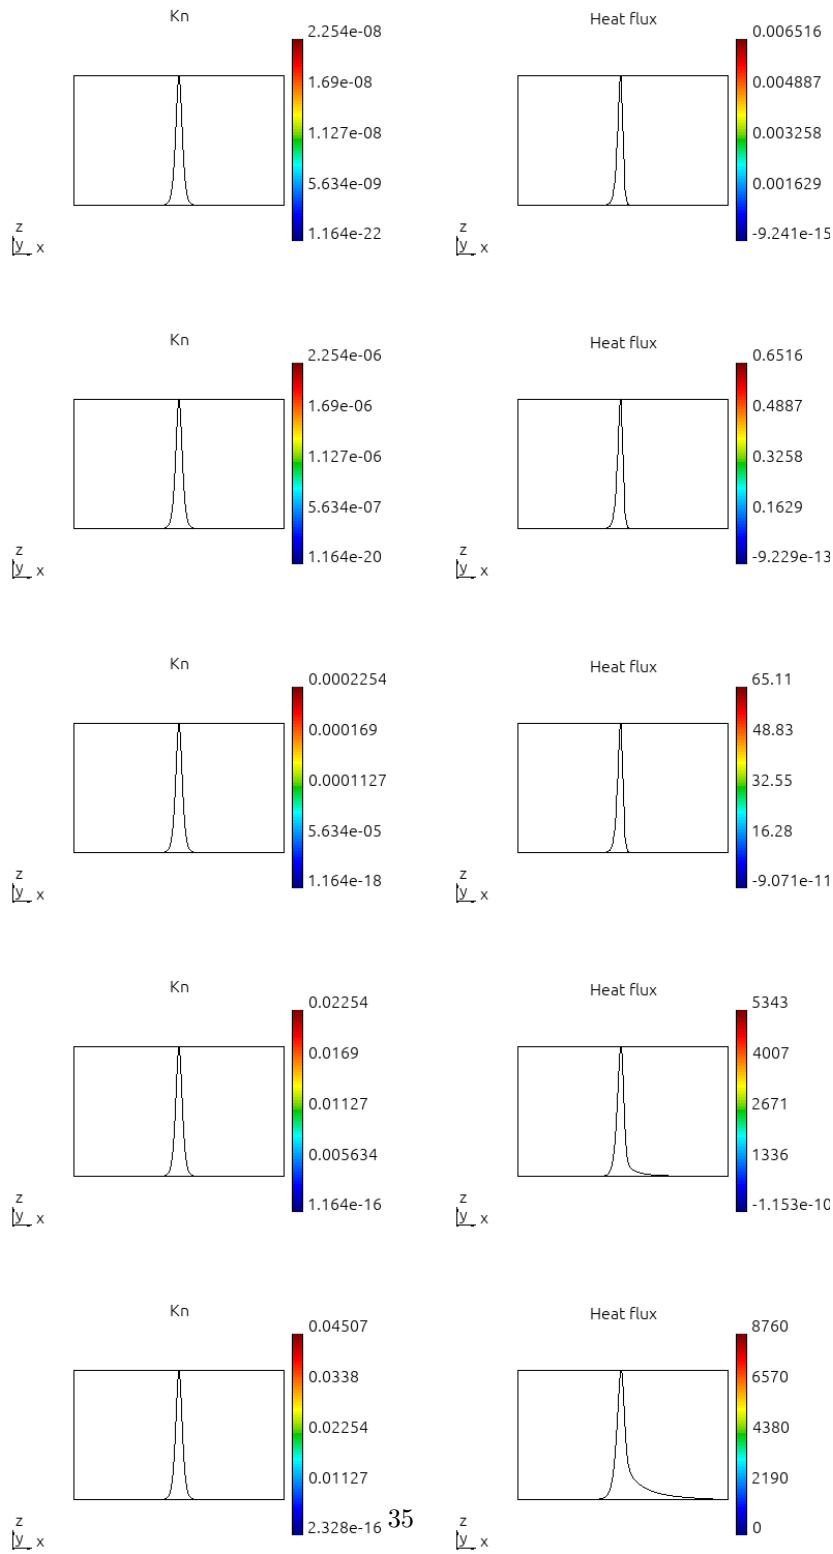 Kn
2.254e-08
1.69e-08
1.127e-08
5.634e-09
1.164e-22
z
y x
Heat flux
0.006516
0.004887
0.003258
0.001629
-9.241e-15
z
y x
Kn
2.254e-06
1.69e-06
1.127e-06
5.634e-07
1.164e-20
z
y x
Heat flux
0.6516
0.4887
0.3258
0.1629
-9.229e-13
z
y x
Kn
0.0002254
0.000169
0.0001127
5.634e-05
1.164e-18
z
y x
Heat flux
65.11
48.83
32.55
16.28
-9.071e-11
z
y x
Kn
0.02254
0.0169
0.01127
0.005634
1.164e-16
z
y x
Heat flux
5343
4007
2671
1336
-1.153e-10
z
y x
Kn
0.04507
0.0338
0.02254
0.01127
2.328e-16
z
y x
Heat flux
8760
6570
4380
2190
0
z
y x
35